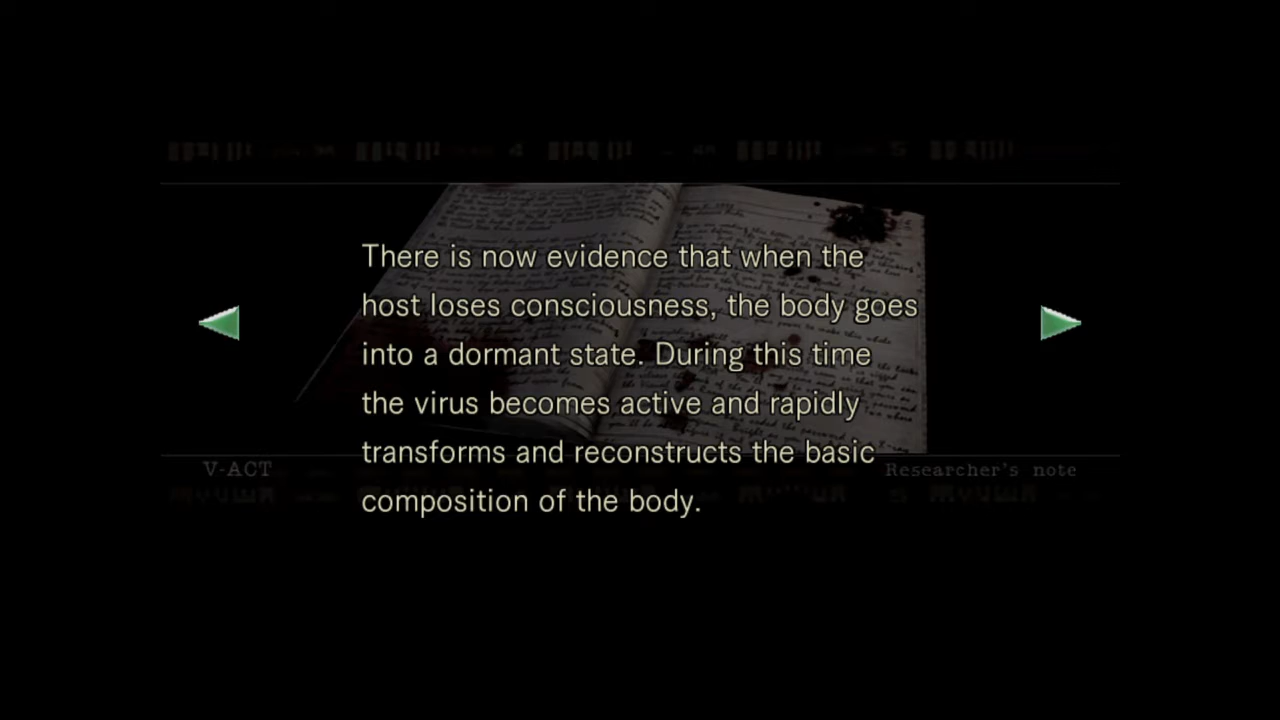 There is now evidence that when the
host loses consciousness, the body goes
into a dormant state. During this time
the virus becomes active and rapidly
transforms and reconstructs the basic
composition of the body.
V-ACT
Researcher's note